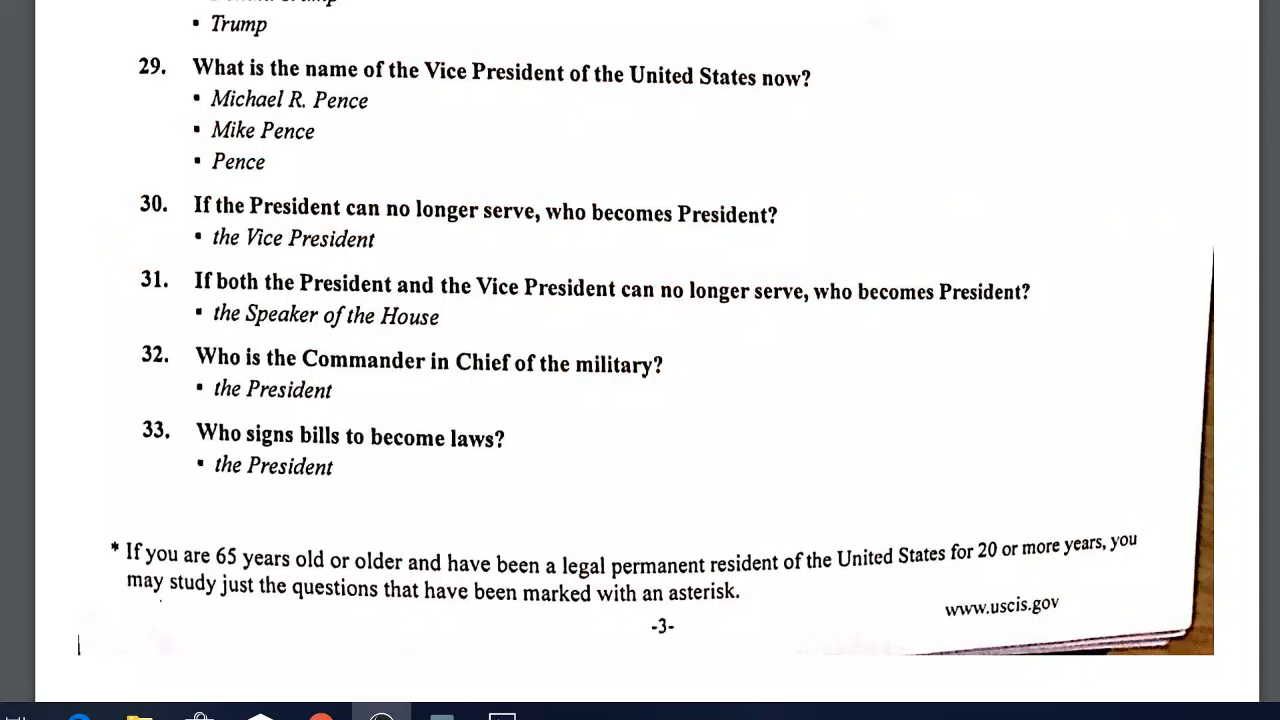 • Trump
29. What is the name of the Vice President of the United States now?
▪ Michael R. Pence
▪ Mike Pence
▪ Pence
30. If the President can no longer serve, who becomes President?
▪ the Vice President
31. If both the President and the Vice President can no longer serve, who becomes President?
▪ the Speaker of the House
32. Who is the Commander in Chief of the military?
▪ the President
33. Who signs bills to become laws?
▪ the President
* If you are 65 years old or older and have been a legal permanent resident of the United States for 20 or more years, you
may study just the questions that have been marked with an asterisk.
www.uscis.gov
-3-